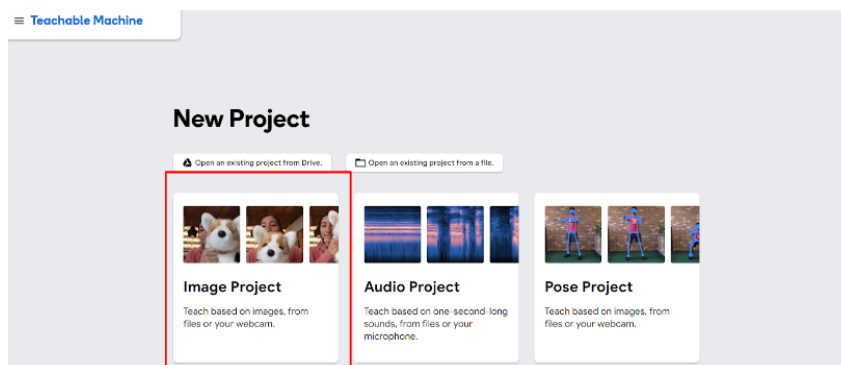 Teachable Machine
New Project
Open an existing project from Drive.
Open an existing project from a file.
Image Project
Teach based on images, from
files or your webcam.
Audio Project
Teach based on one-second-long
sounds, from files or your
microphone.
Pose Project
Teach based on images, from
files or your webcam.